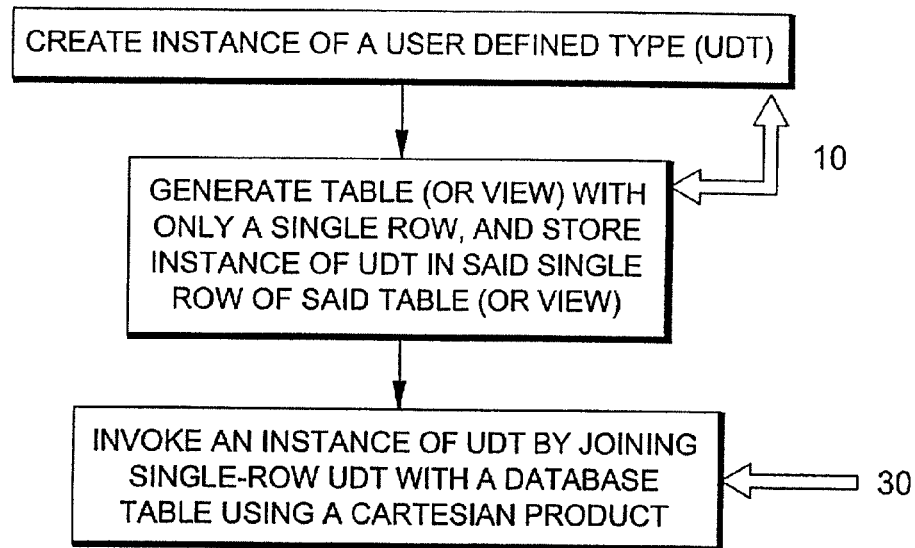 CREATE INSTANCE OF A USER DEFINED TYPE (UDT)
10
GENERATE TABLE (OR VIEW) WITH
ONLY A SINGLE ROW, AND STORE
INSTANCE OF UDT IN SAID SINGLE
ROW OF SAID TABLE (OR VIEW)
INVOKE AN INSTANCE OF UDT BY JOINING
SINGLE-ROW UDT WITH A DATABASE
TABLE USING A CARTESIAN PRODUCT
30